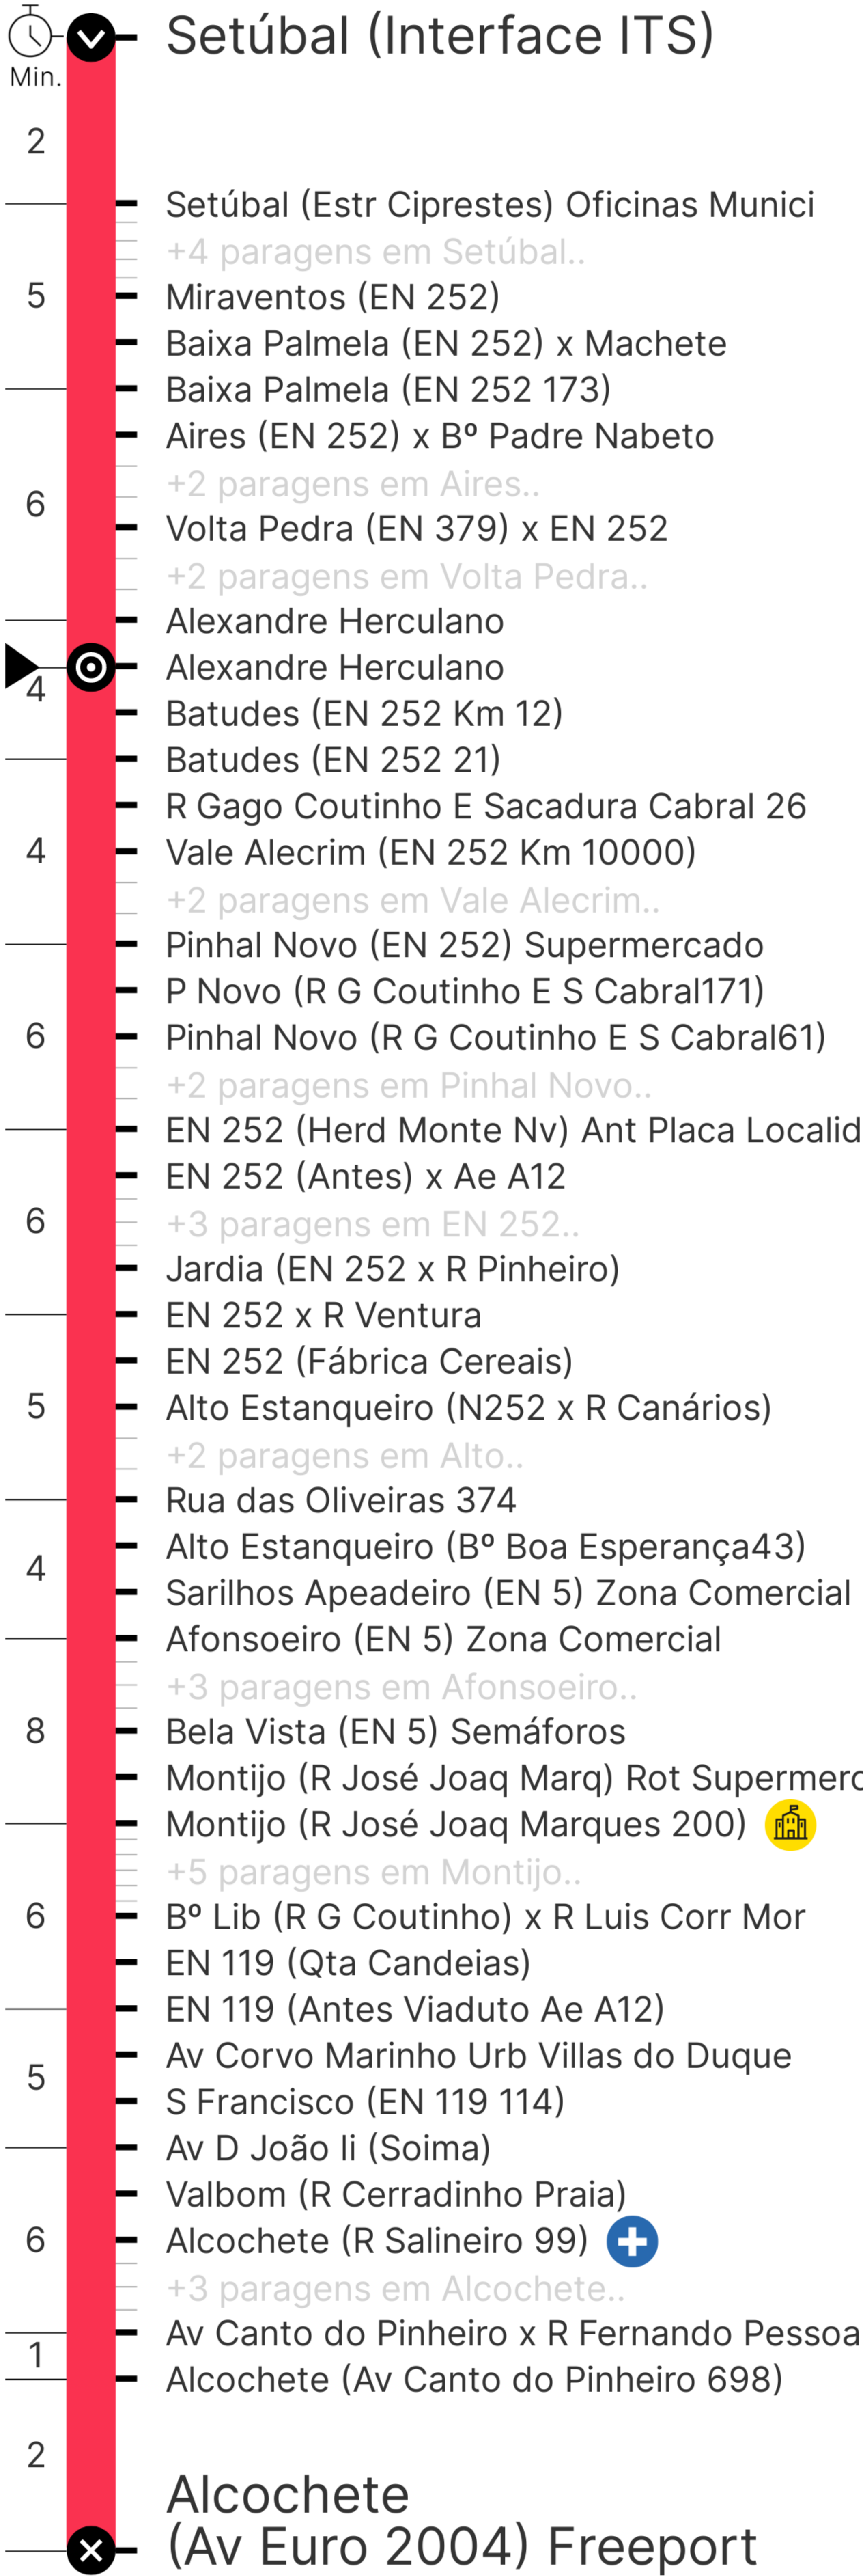 Setúbal (Interface ITS)
Min.
2
Setúbal (Estr Ciprestes) Oficinas Munici
+4 paragens em Setúbal..
5
Miraventos (EN 252)
Baixa Palmela (EN 252) x Machete
Baixa Palmela (EN 252 173)
Aires (EN 252) x Bº Padre Nabeto
+2 paragens em Aires..
6
Volta Pedra (EN 379) x EN 252
+2 paragens em Volta Pedra..
Alexandre Herculano
Alexandre Herculano
4
Batudes (EN 252 Km 12)
Batudes (EN 252 21)
R Gago Coutinho E Sacadura Cabral 26
4
Vale Alecrim (EN 252 Km 10000)
+2 paragens em Vale Alecrim..
Pinhal Novo (EN 252) Supermercado
P Novo (R G Coutinho E S Cabral171)
6
Pinhal Novo (R G Coutinho E S Cabral61)
+2 paragens em Pinhal Novo..
EN 252 (Herd Monte Nv) Ant Placa Localid
EN 252 (Antes) x Ae A12
6
+3 paragens em EN 252..
Jardia (EN 252 x R Pinheiro)
EN 252 x R Ventura
EN 252 (Fábrica Cereais)
5
Alto Estanqueiro (N252 x R Canários)
+2 paragens em Alto..
Rua das Oliveiras 374
Alto Estanqueiro (Bº Boa Esperança43)
4
Sarilhos Apeadeiro (EN 5) Zona Comercial
Afonsoeiro (EN 5) Zona Comercial
+3 paragens em Afonsoeiro..
8
Bela Vista (EN 5) Semáforos
Montijo (R José Joaq Marq) Rot Supermerc
Montijo (R José Joaq Marques 200)
+5 paragens em Montijo..
6
Bº Lib (R G Coutinho) x R Luis Corr Mor
EN 119 (Qta Candeias)
EN 119 (Antes Viaduto Ae A12)
Av Corvo Marinho Urb Villas do Duque
5
S Francisco (EN 119 114)
Av D João Ii (Soima)
Valbom (R Cerradinho Praia)
6
Alcochete (R Salineiro 99)
+3 paragens em Alcochete..
Av Canto do Pinheiro x R Fernando Pessoa
1
Alcochete (Av Canto do Pinheiro 698)
2
Alcochete
(Av Euro 2004) Freeport